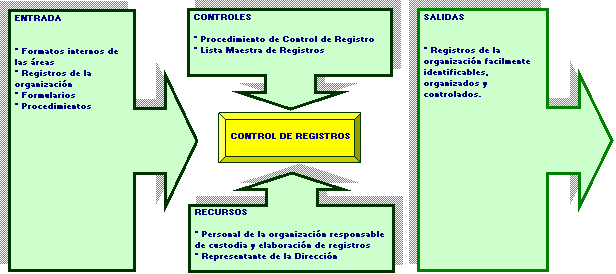 ENTRADA
* Formatos internos de
las áreas
* Registros de la
organización
* Formularios
* Procedimientos
CONTROLES
* Procedimiento de Control de Registro
* Lista Maestra de Registros
CONTROL DE REGISTROS
RECURSOS
* Personal de la organización responsable
de custodia y elaboración de registros
* Representante de la Dirección
SALIDAS
* Registros de la
organización facilmente
identificables,
organizados y
controlados.